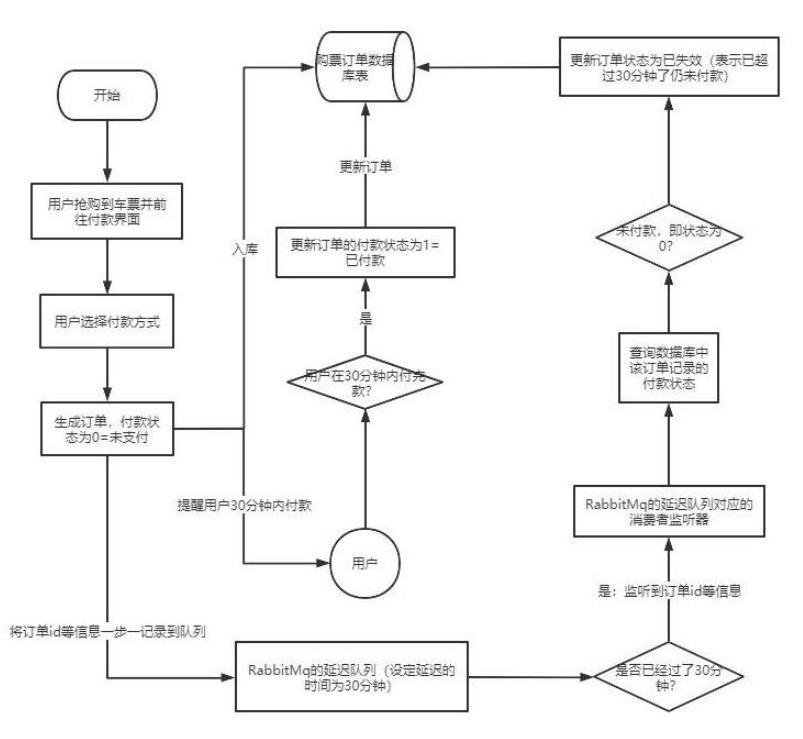 开始
用户抢购到车票并前
往付款界面
用户选择付款方式
生成订单，付款状
态为0=未支付
入库
提醒用户30分钟内付款
将订单id等信息一步一记录到队列
购票订单数据
库表
更新订单
更新订单的付款状态为1=
已付款
是
用户在30分钟内付完
款?
用户
RabbitMq的延迟队列（设定延迟的
时间为30分钟）
更新订单状态为已失效（表示已超
过30分钟了仍未付款）
未付款，即状态为
0?
查询数据库中
该订单记录的
付款状态
RabbitMq的延迟队列对应的
消费者监听器
是：监听到订单id等信息
是否已经过了30分
钟?